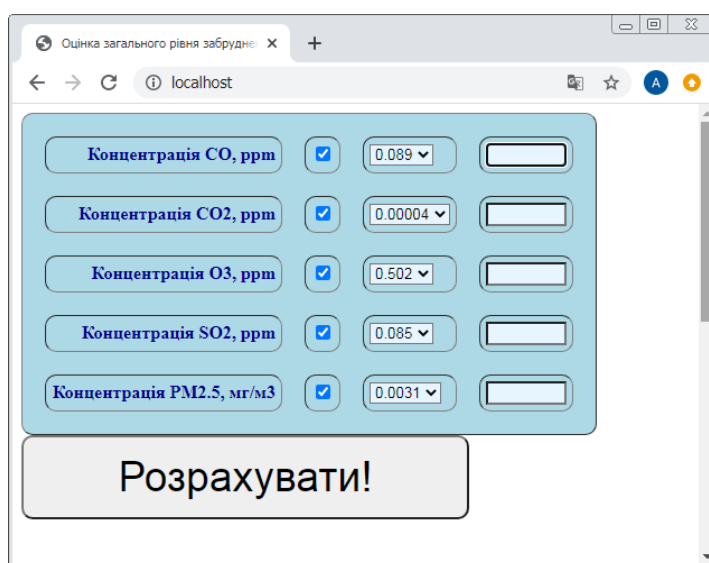 Оцінка загального рівня забрудне
localhost
A
Концентрація CO, ppm 0.089
Концентрація CO2, ppm 0.00004
Концентрація O3, ppm 0.502
Концентрація SO2, ppm 0.085
Концентрація PM2.5, мг/м3 0.0031
Розрахувати!